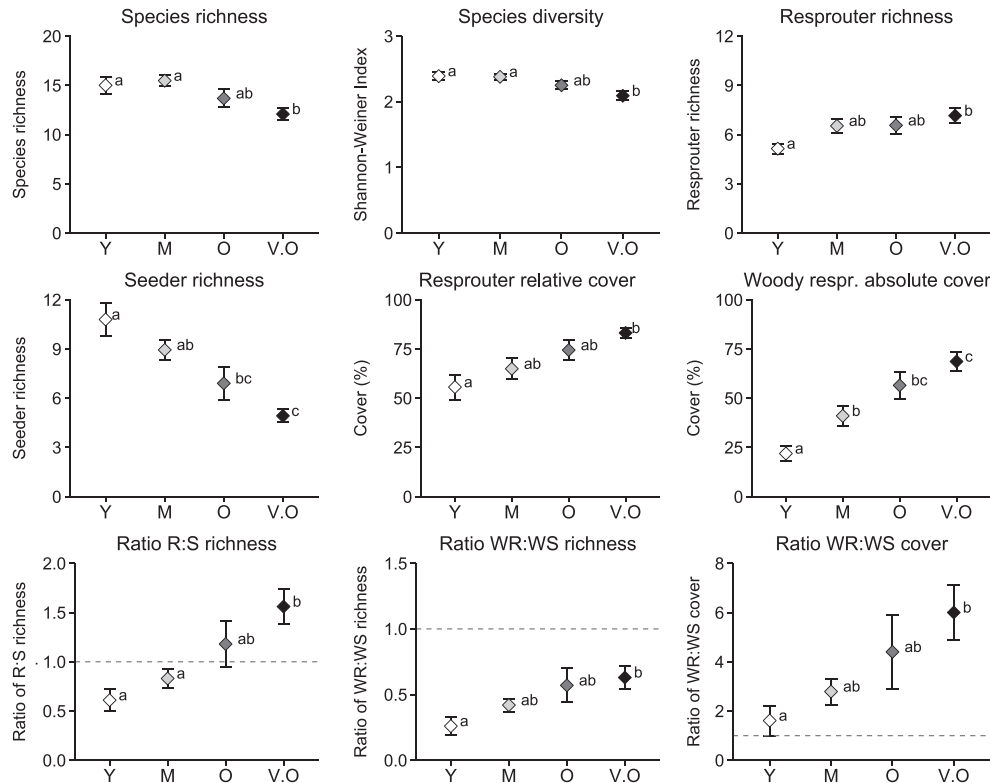 Species richness
Species richness
20
15
10
5
0
a
a
ab
b
Y M O V.O
Species diversity
Shannon-Weiner Index
3
2
1
0
a
a
ab
b
Y M O V.O
Resprouter richness
Resprouter richness
12
9
6
3
0
a
ab
ab
b
Y M O V.O
Seeder richness
Seeder richness
12
9
6
3
0
a
ab
bc
c
Y M O V.O
Resprouter relative cover
Cover (%)
100
75
50
25
0
a
ab
ab
b
Y M O V.O
Woody respr. absolute cover
Cover (%)
100
75
50
25
0
a
b
bc
c
Y M O V.O
Ratio R:S richness
Ratio of R:S richness
2.0
1.5
1.0
0.5
0.0
a
a
ab
b
Y M O V.O
Ratio WR:WS richness
Ratio of WR:WS richness
1.5
1.0
0.5
0.0
a
ab
ab
b
Y M O V.O
Ratio WR:WS cover
Ratio of WR:WS cover
8
6
4
2
0
a
ab
ab
b
Y M O V.O